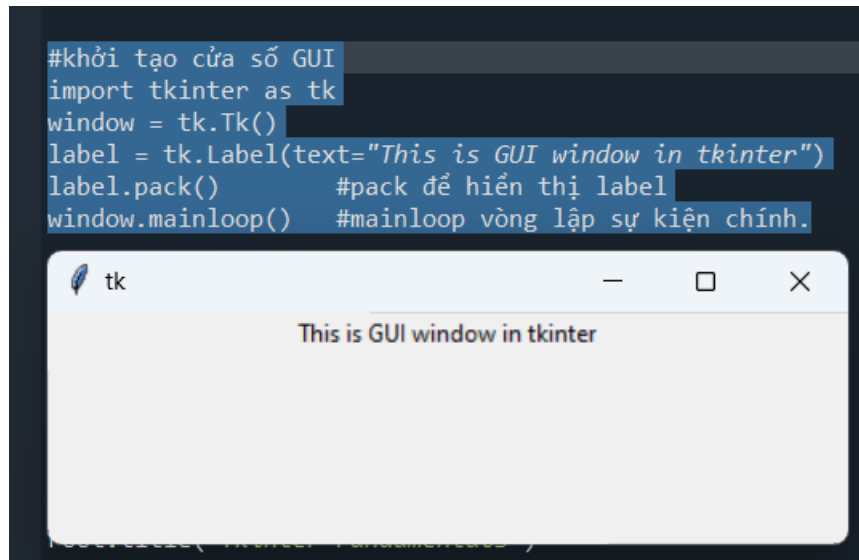 #khởi tạo cửa số GUI
import tkinter as tk
window = tk.Tk()
label = tk.Label(text="This is GUI window in tkinter")
label.pack()        #pack để hiển thị label
window.mainloop()   #mainloop vòng lập sự kiện chính.
tk
This is GUI window in tkinter